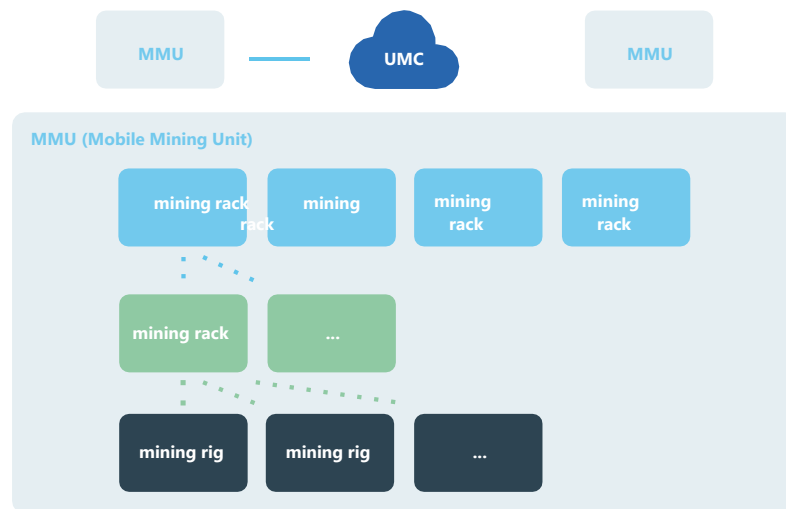 MMU
UMC
MMU
MMU (Mobile Mining Unit)
mining rack
rack
mining
mining
rack
mining
rack
mining rack
...
mining rig
mining rig
...